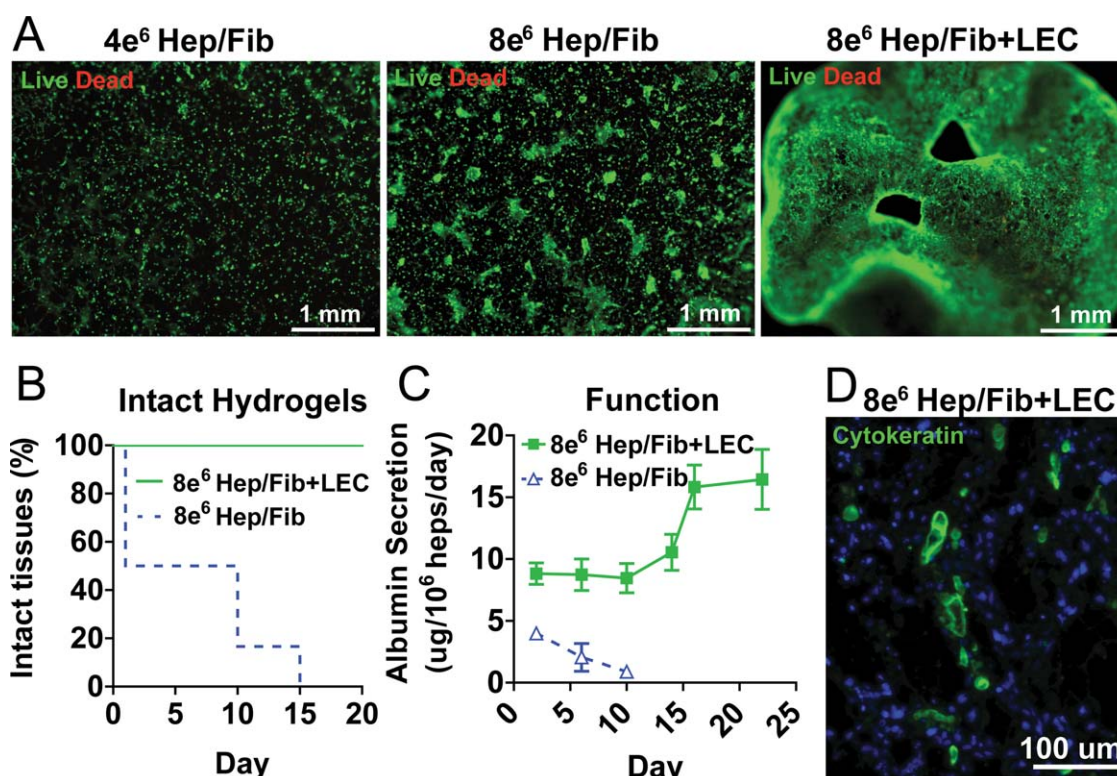 A
4e⁶ Hep/Fib
8e⁶ Hep/Fib
8e⁶ Hep/Fib+LEC
Live Dead
Live Dead
Live Dead
1 mm
1 mm
1 mm
B
Intact Hydrogels
Intact tissues (%)
100
80
60
40
20
0
8e⁶ Hep/Fib+LEC
8e⁶ Hep/Fib
0 5 10 15 20
Day
C
Function
Albumin Secretion
(ug/10⁶ heps/day)
20
15
10
5
0
8e⁶ Hep/Fib+LEC
8e⁶ Hep/Fib
0 5 10 15 20 25
Day
D
8e⁶ Hep/Fib+LEC
Cytokeratin
100 um